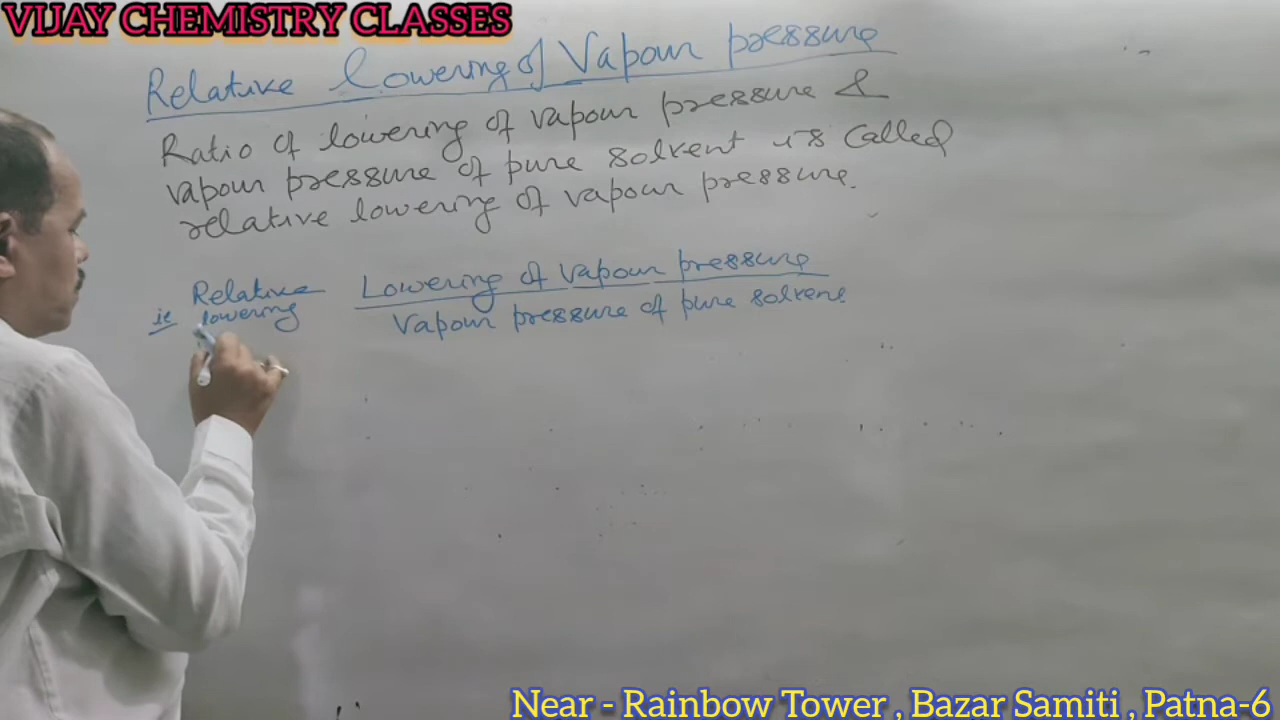 VIJAY CHEMISTRY CLASSES
Relative lowering of Vapour pressure
Ratio of lowering of vapour pressure &
vapour pressure of pure solvent is Called
relative lowering of vapour pressure.
Relative Lowering of Vapour pressure
ie lowering Vapour pressure of pure solvent
Near - Rainbow Tower , Bazar Samiti , Patna-6